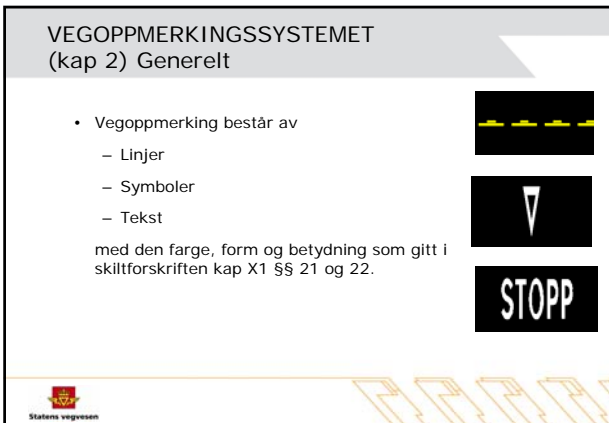 VEGOPPMERKINGSSYSTEMET
(kap 2) Generelt
• Vegoppmerking består av
– Linjer
– Symboler
– Tekst
med den farge, form og betydning som gitt i
skiltforskriften kap X1 §§ 21 og 22.
STOPP
Statens vegvesen